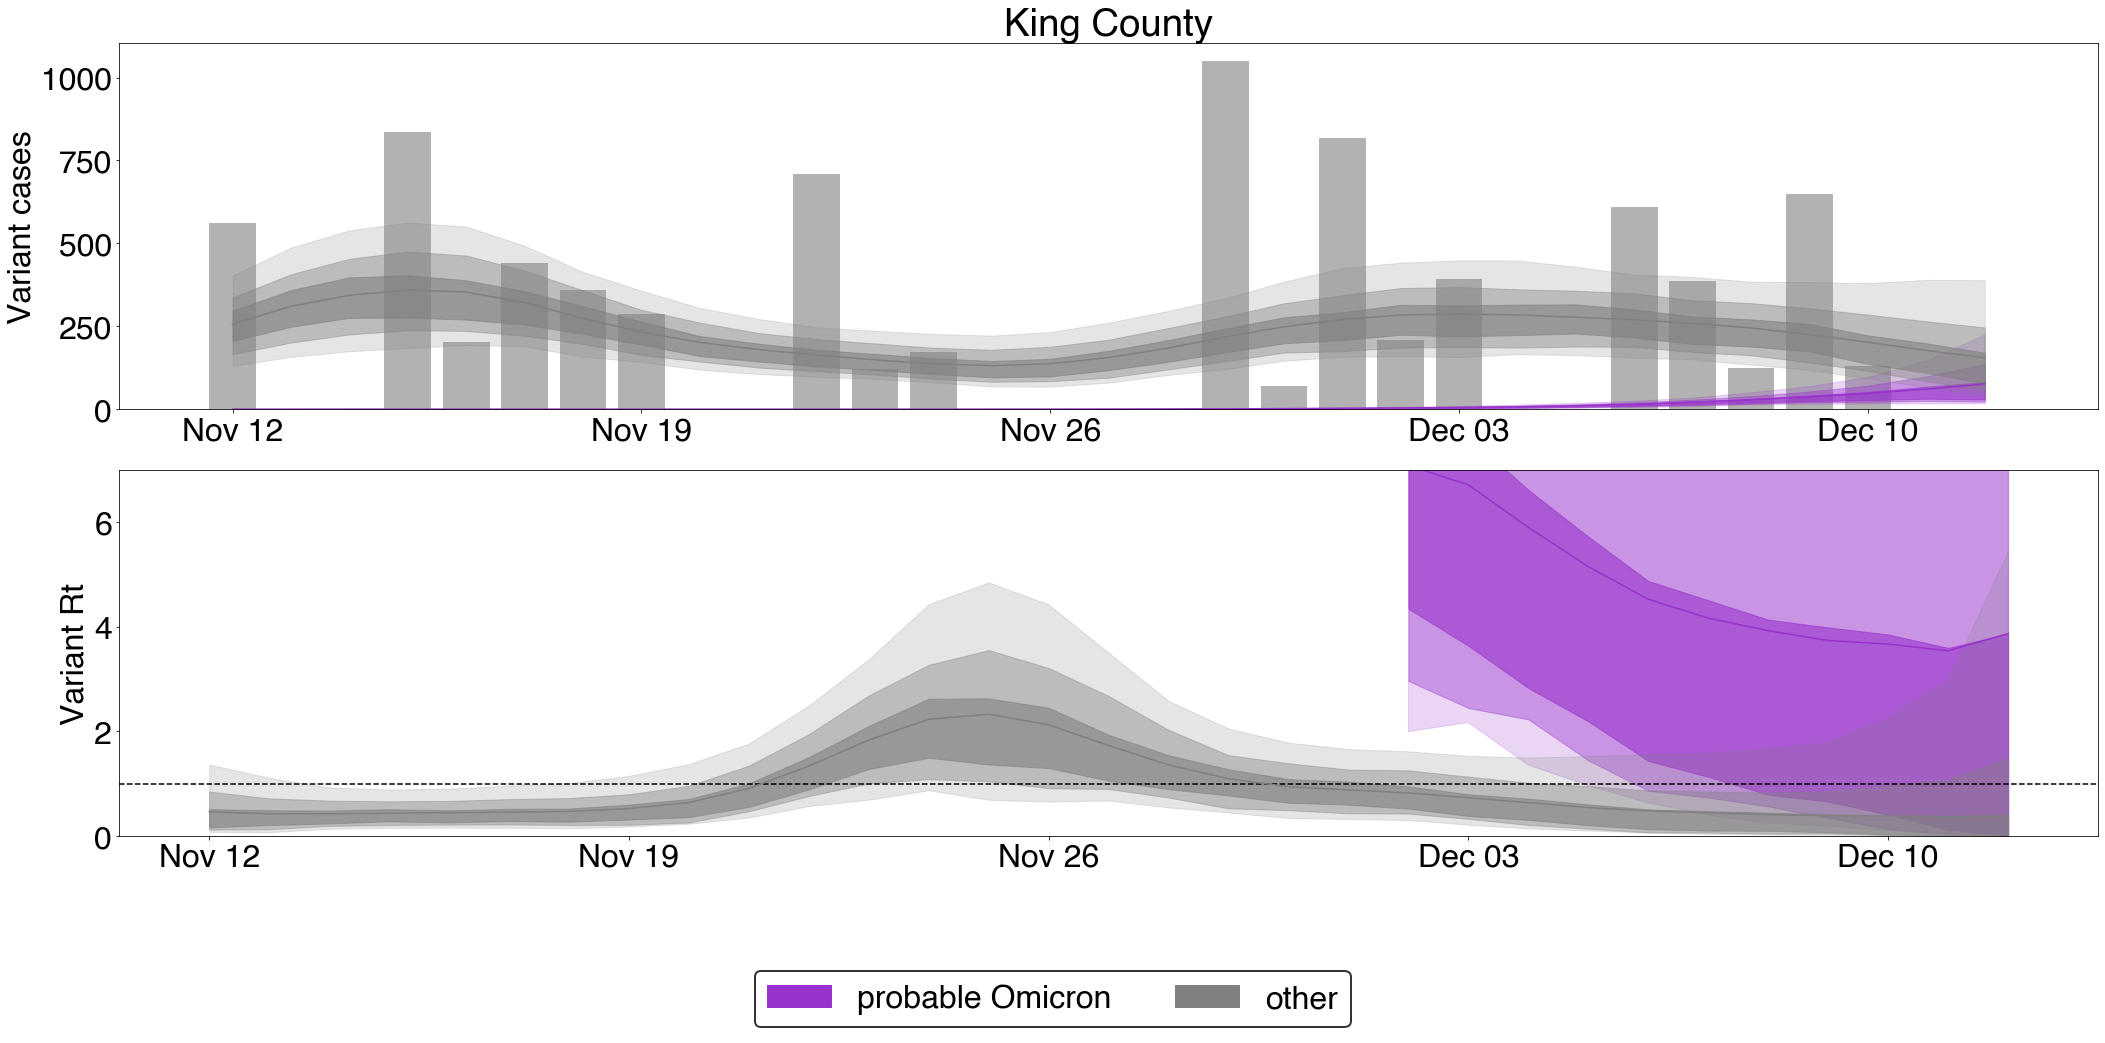 King County
Variant cases
1000
750
500
250
0
Nov 12 Nov 19 Nov 26 Dec 03 Dec 10
Variant Rt
6
4
2
0
Nov 12 Nov 19 Nov 26 Dec 03 Dec 10
probable Omicron other